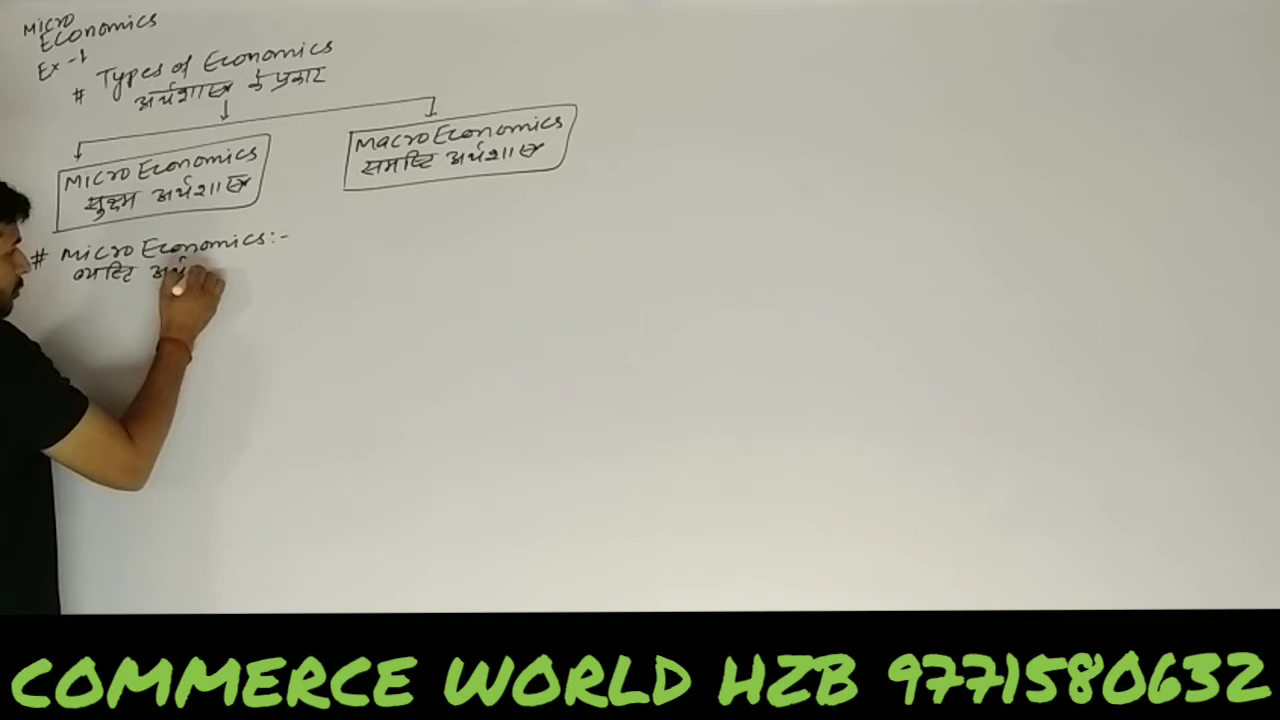 Micro
Economics
Ex-1
# Types of Economics
अर्थशास्त्र के प्रकार
Micro Economics
सुक्ष्म अर्थशास्त्र
Macro Economics
समष्टि अर्थशास्त्र
# Micro Economics:-
व्यष्टि अर्थ
COMMERCE WORLD HZB 9771580632